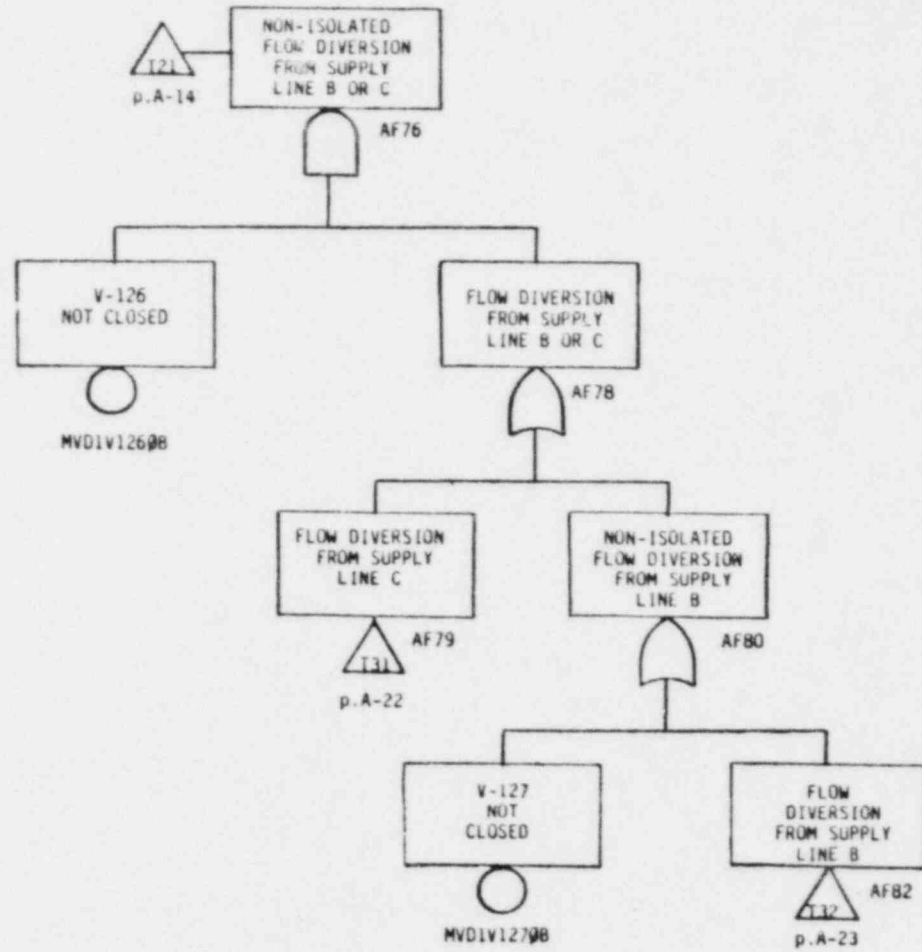 NON-ISOLATED
FLOW DIVERSION
FROM SUPPLY
LINE B OR C
I21
p.A-14
AF76
V-126
NOT CLOSED
MVD1V126∅B
FLOW DIVERSION
FROM SUPPLY
LINE B OR C
AF78
FLOW DIVERSION
FROM SUPPLY
LINE C
AF79
I31
p.A-22
NON-ISOLATED
FLOW DIVERSION
FROM SUPPLY
LINE B
AF80
V-127
NOT
CLOSED
MVD1V127∅B
FLOW
DIVERSION
FROM SUPPLY
LINE B
AF82
I32
p.A-23